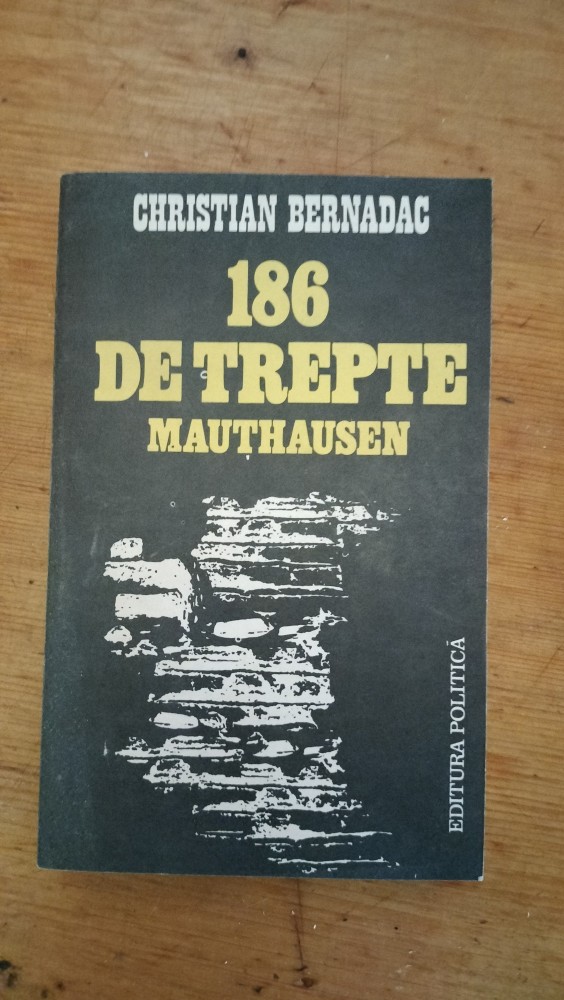 CHRISTIAN BERNADAC
186
DE TREPTE
MAUTHAUSEN
EDITURA POLITICĂ